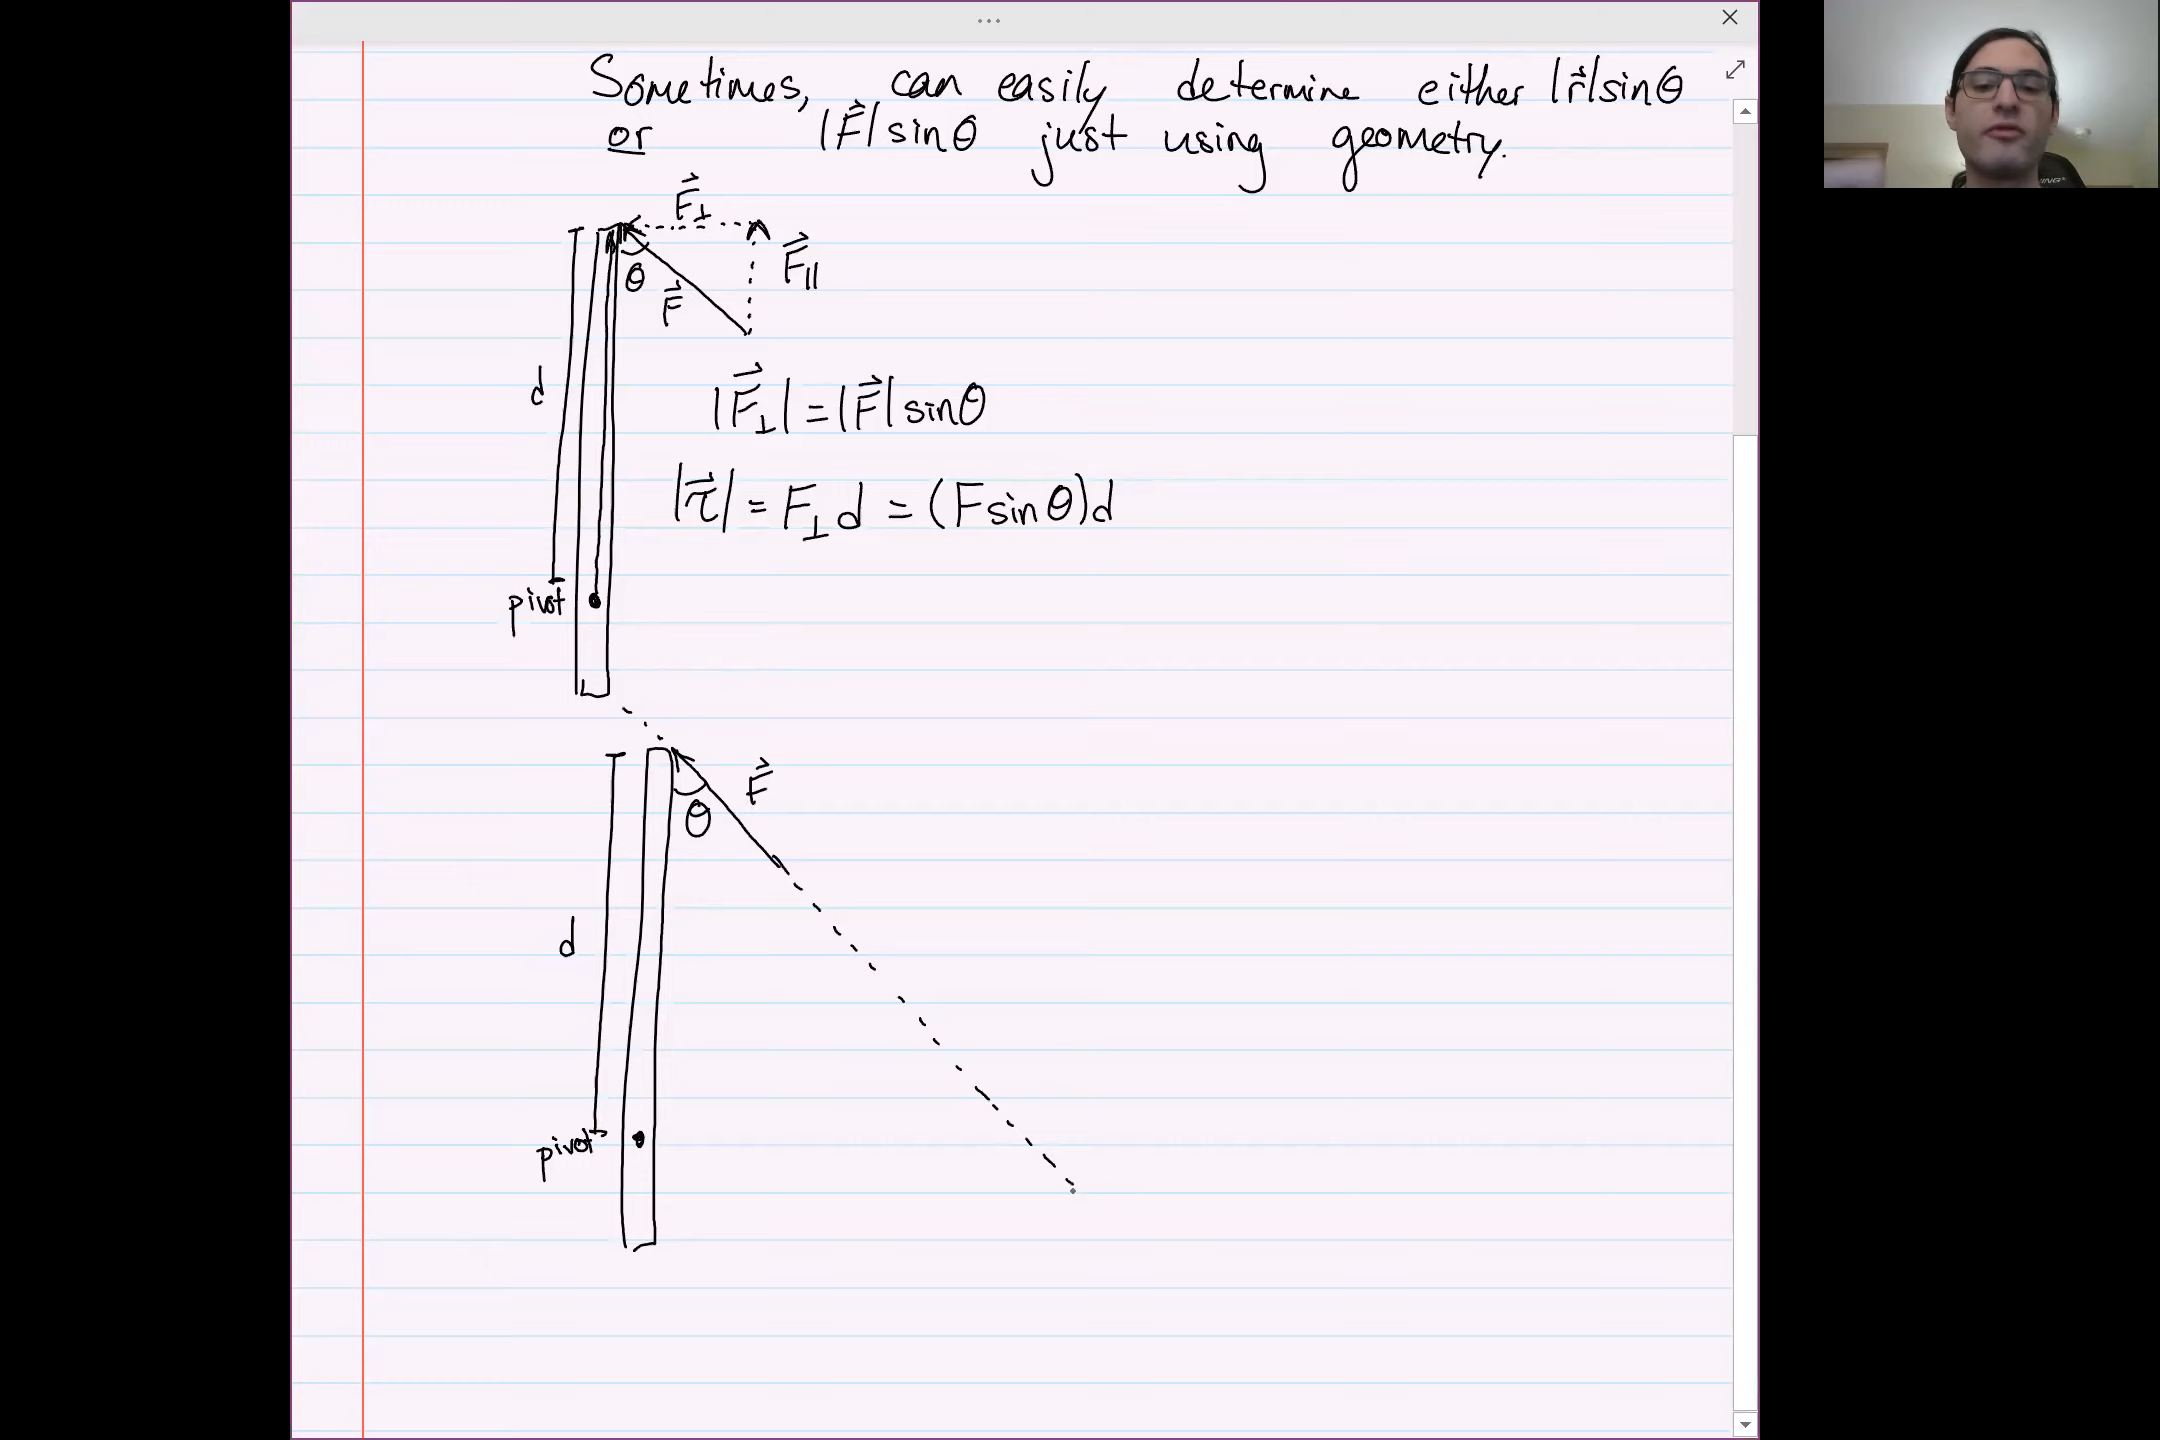 Sometimes, can easily determine either |r⃗|sinθ
or |F⃗|sinθ just using geometry.
F⃗⊥
F⃗||
θ
F⃗
d
|F⃗⊥| = |F⃗| sinθ
|τ⃗| = F⊥ d = (F sinθ)d
pivot
F⃗
θ
d
pivot